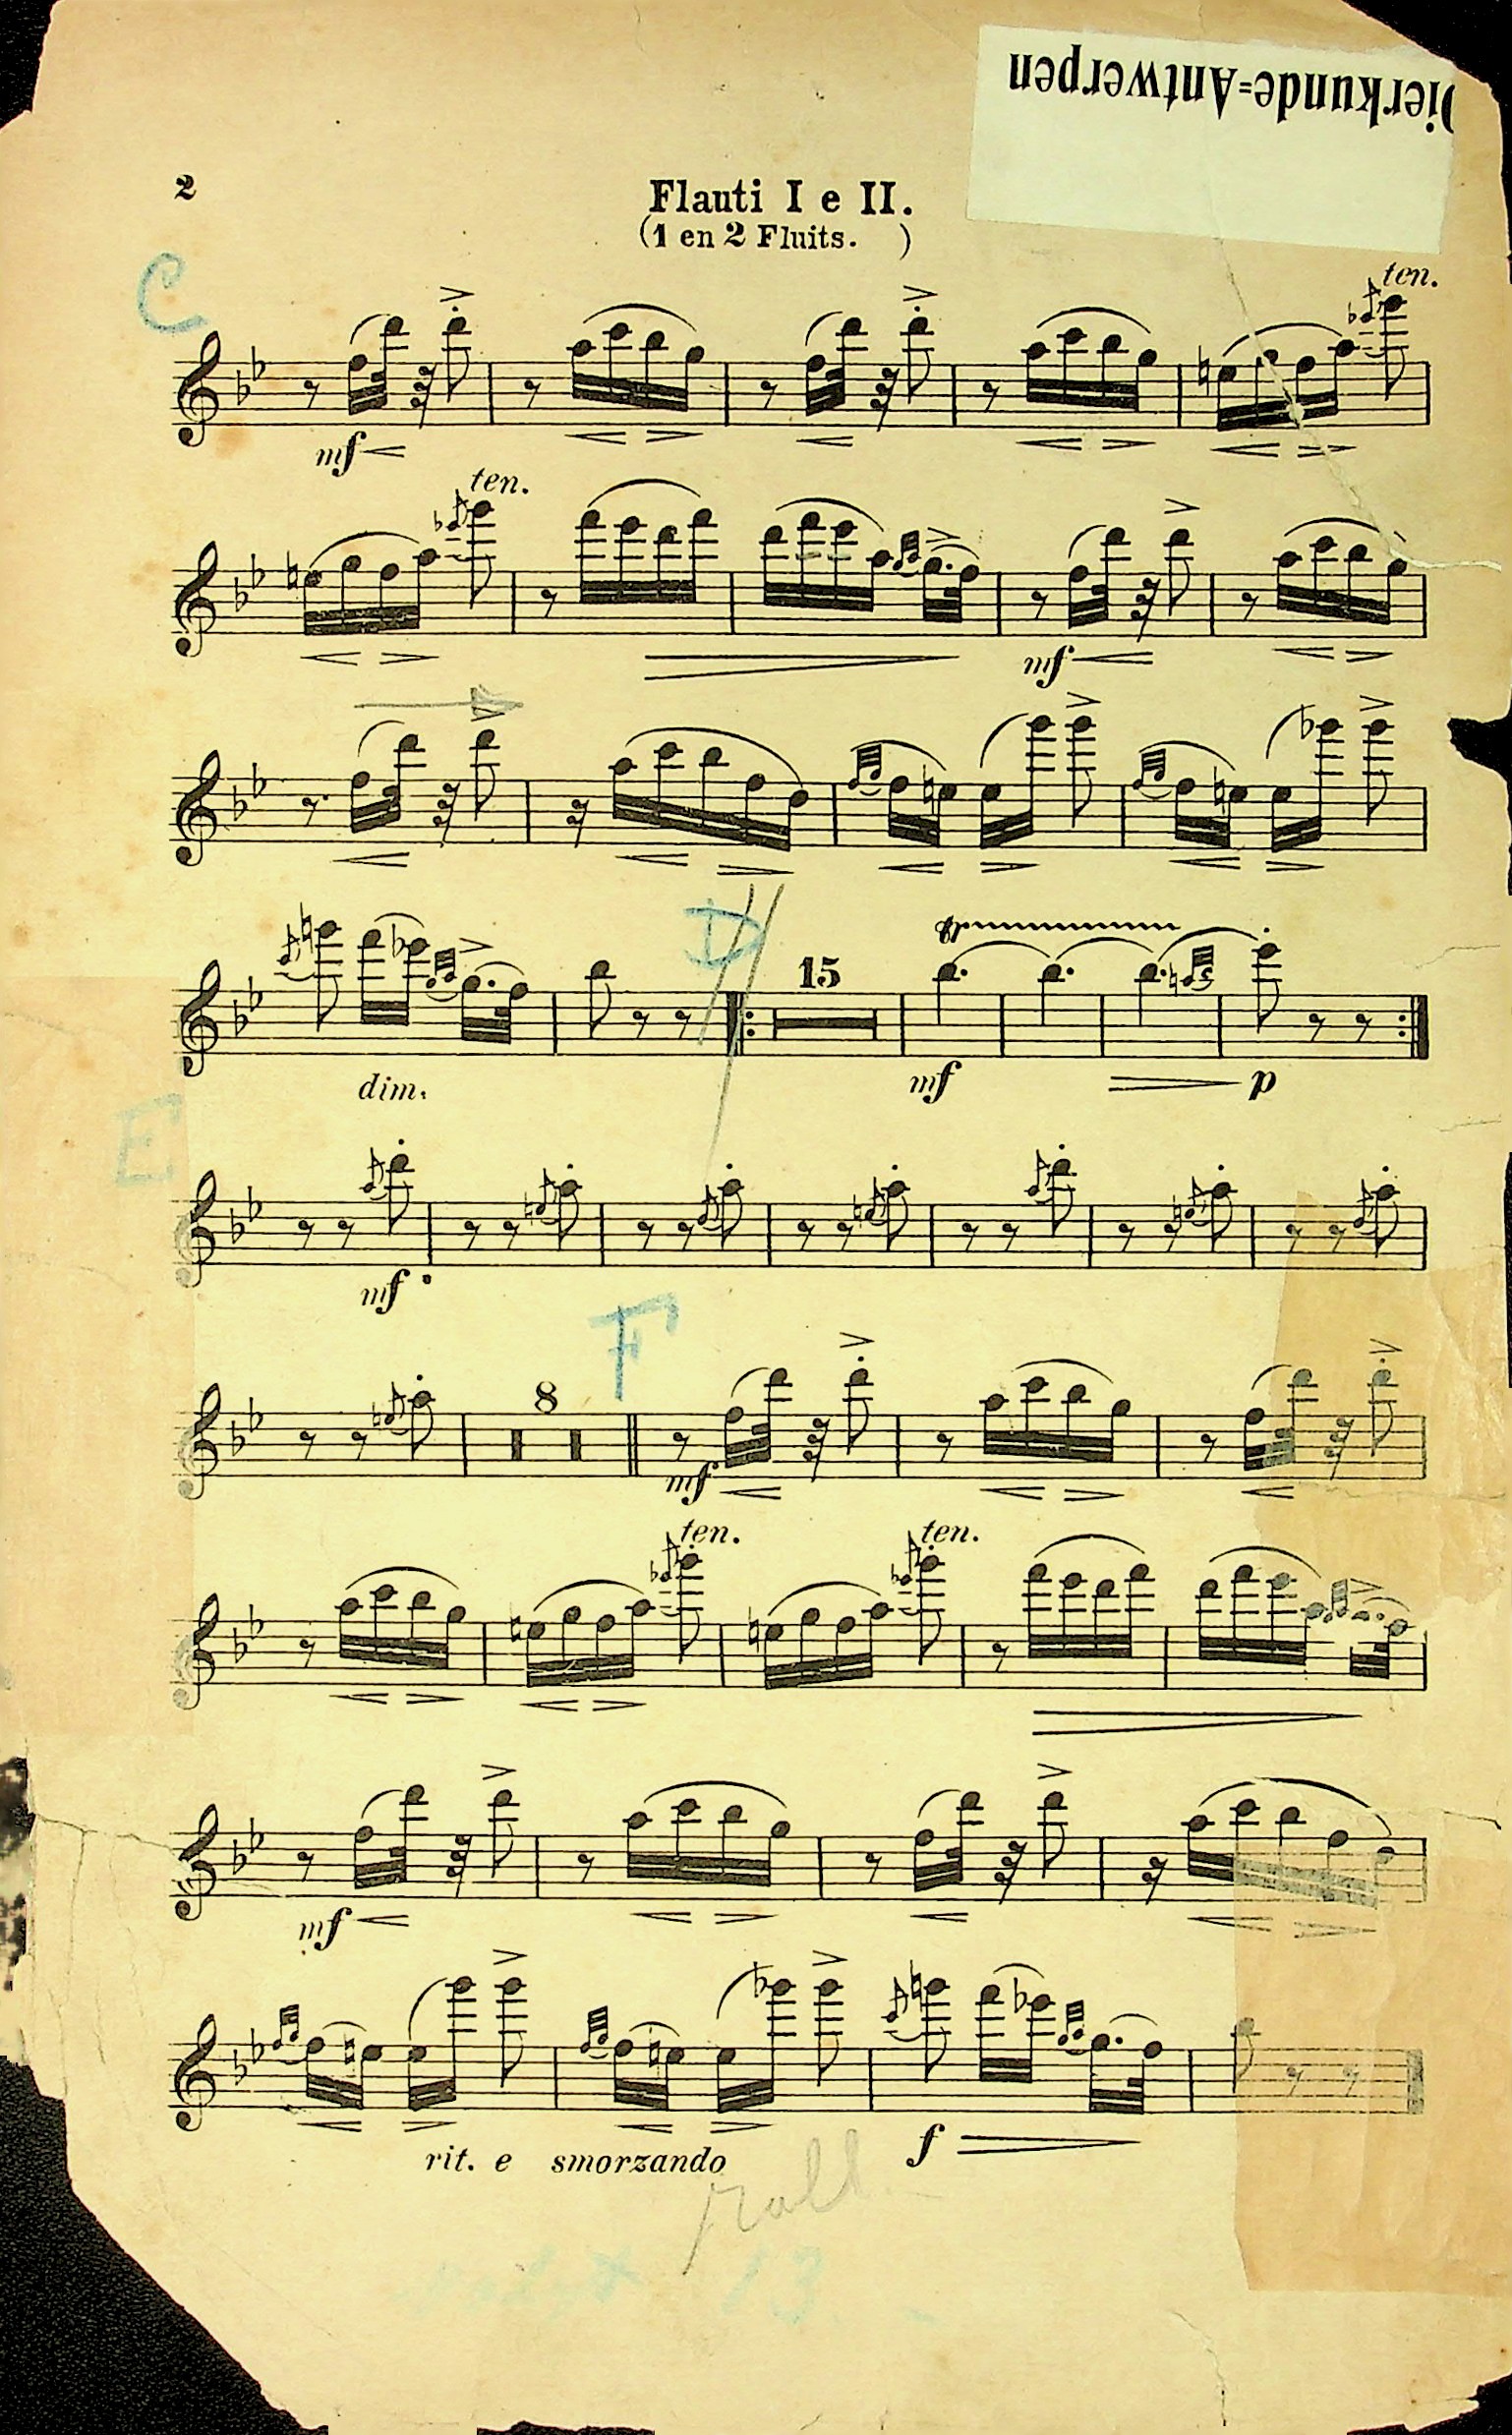 Dierkunde=Antwerpen
2
Flauti I e II.
(1 en 2 Fluits. )
C
ten.
mf
ten.
mf
D
15
tr
dim.
mf
p
E
mf
F
8
mf
ten.
ten.
mf
rit. e smorzando
f
rall
13